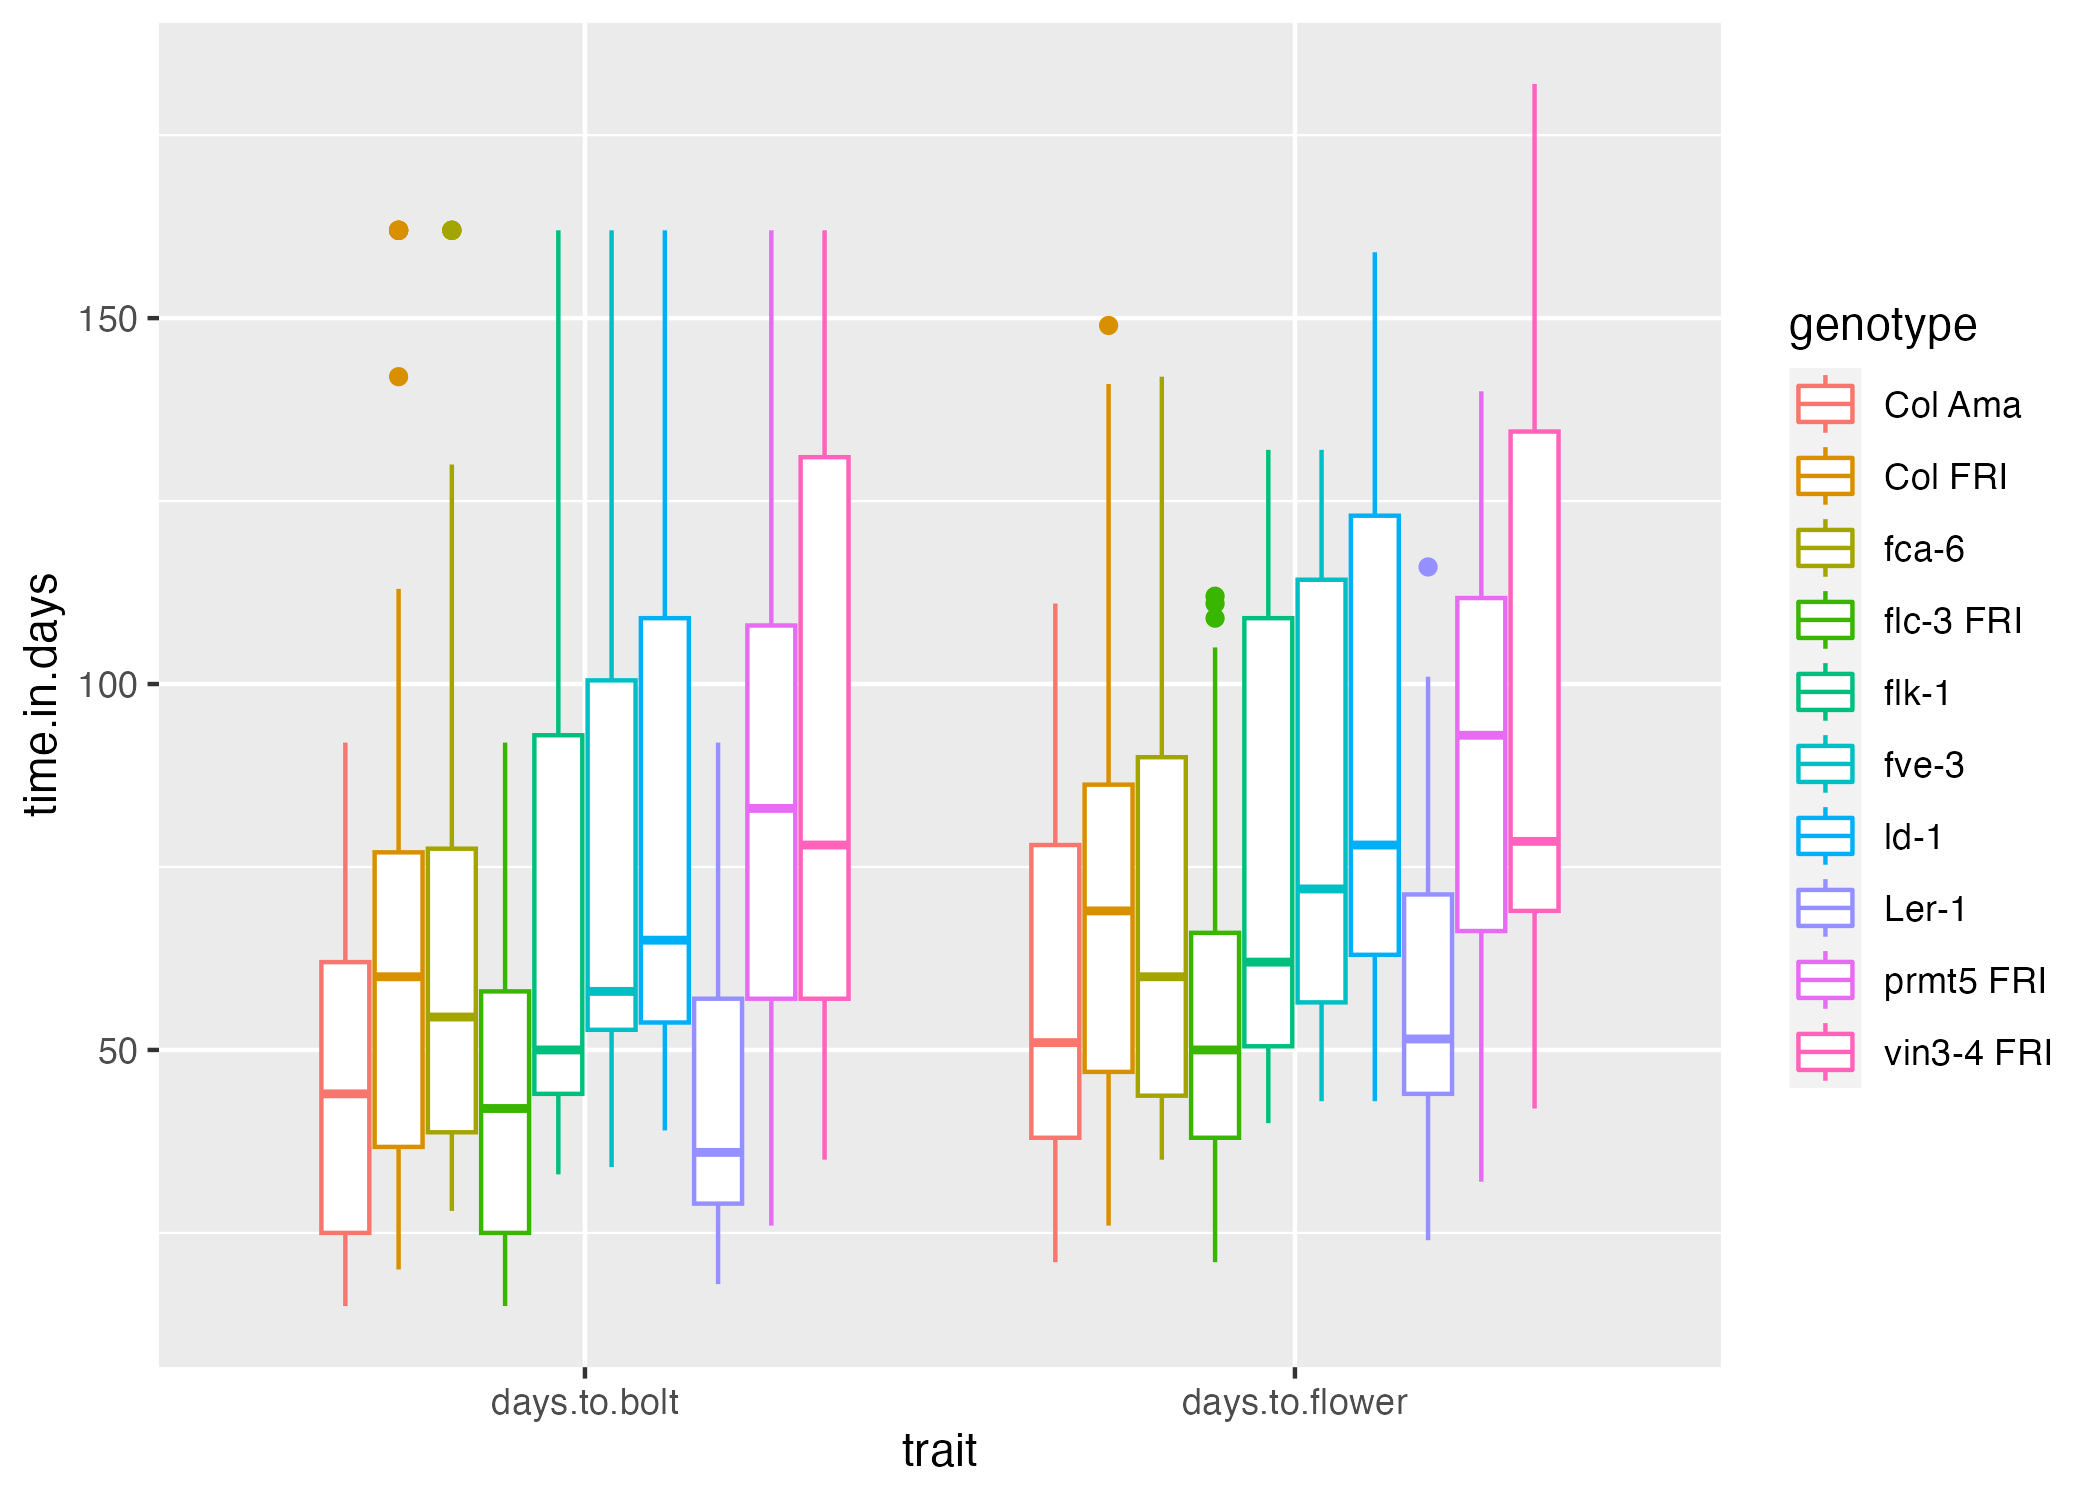 time.in.days
150
100
50
days.to.bolt
days.to.flower
trait
genotype
Col Ama
Col FRI
fca-6
flc-3 FRI
flk-1
fve-3
ld-1
Ler-1
prmt5 FRI
vin3-4 FRI